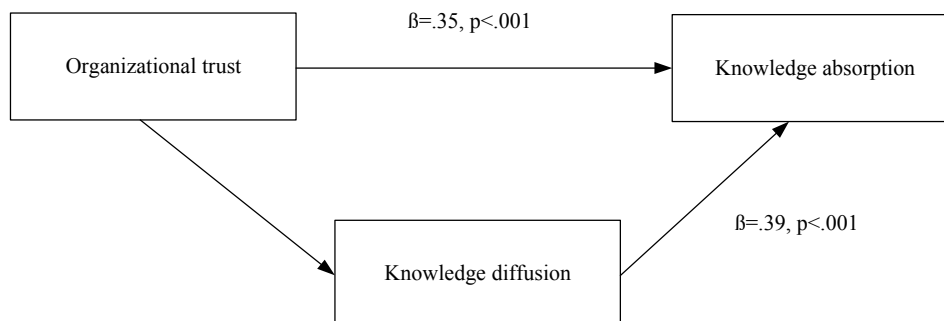 ß=.35, p<.001
Organizational trust
Knowledge absorption
ß=.39, p<.001
Knowledge diffusion